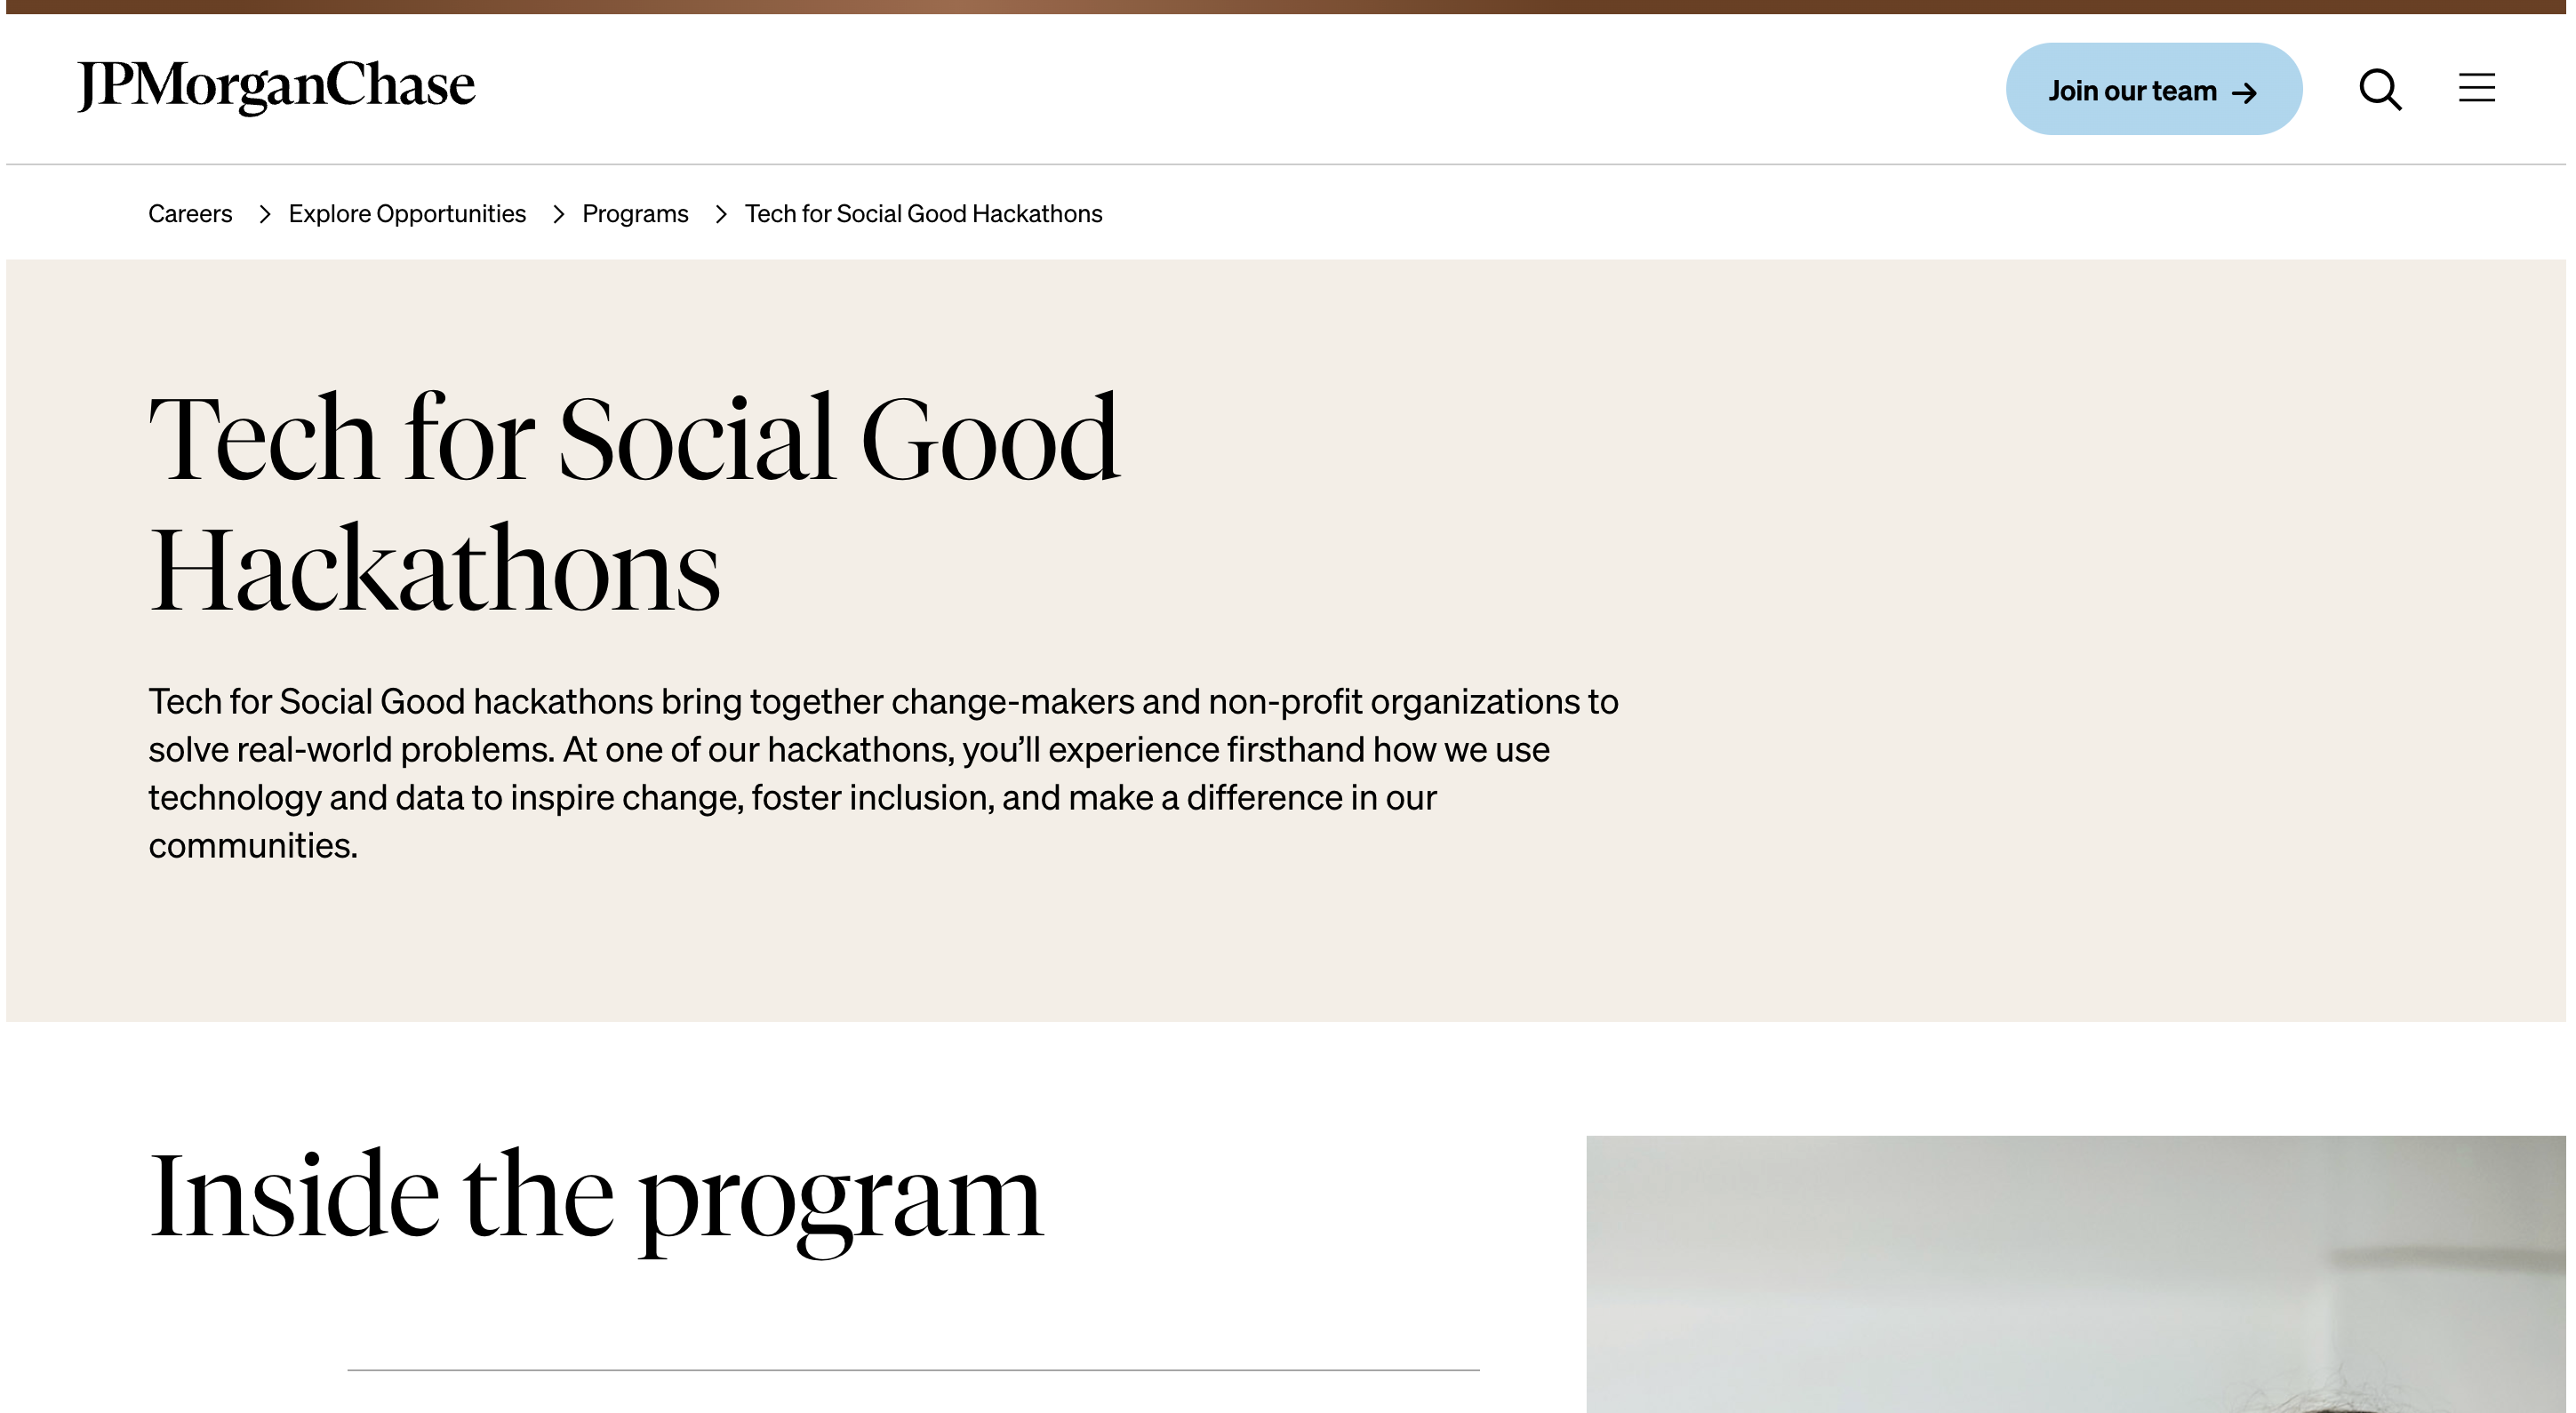 JPMorganChase
Join our team →
Careers > Explore Opportunities > Programs > Tech for Social Good Hackathons
Tech for Social Good
Hackathons
Tech for Social Good hackathons bring together change-makers and non-profit organizations to
solve real-world problems. At one of our hackathons, you’ll experience firsthand how we use
technology and data to inspire change, foster inclusion, and make a difference in our
communities.
Inside the program